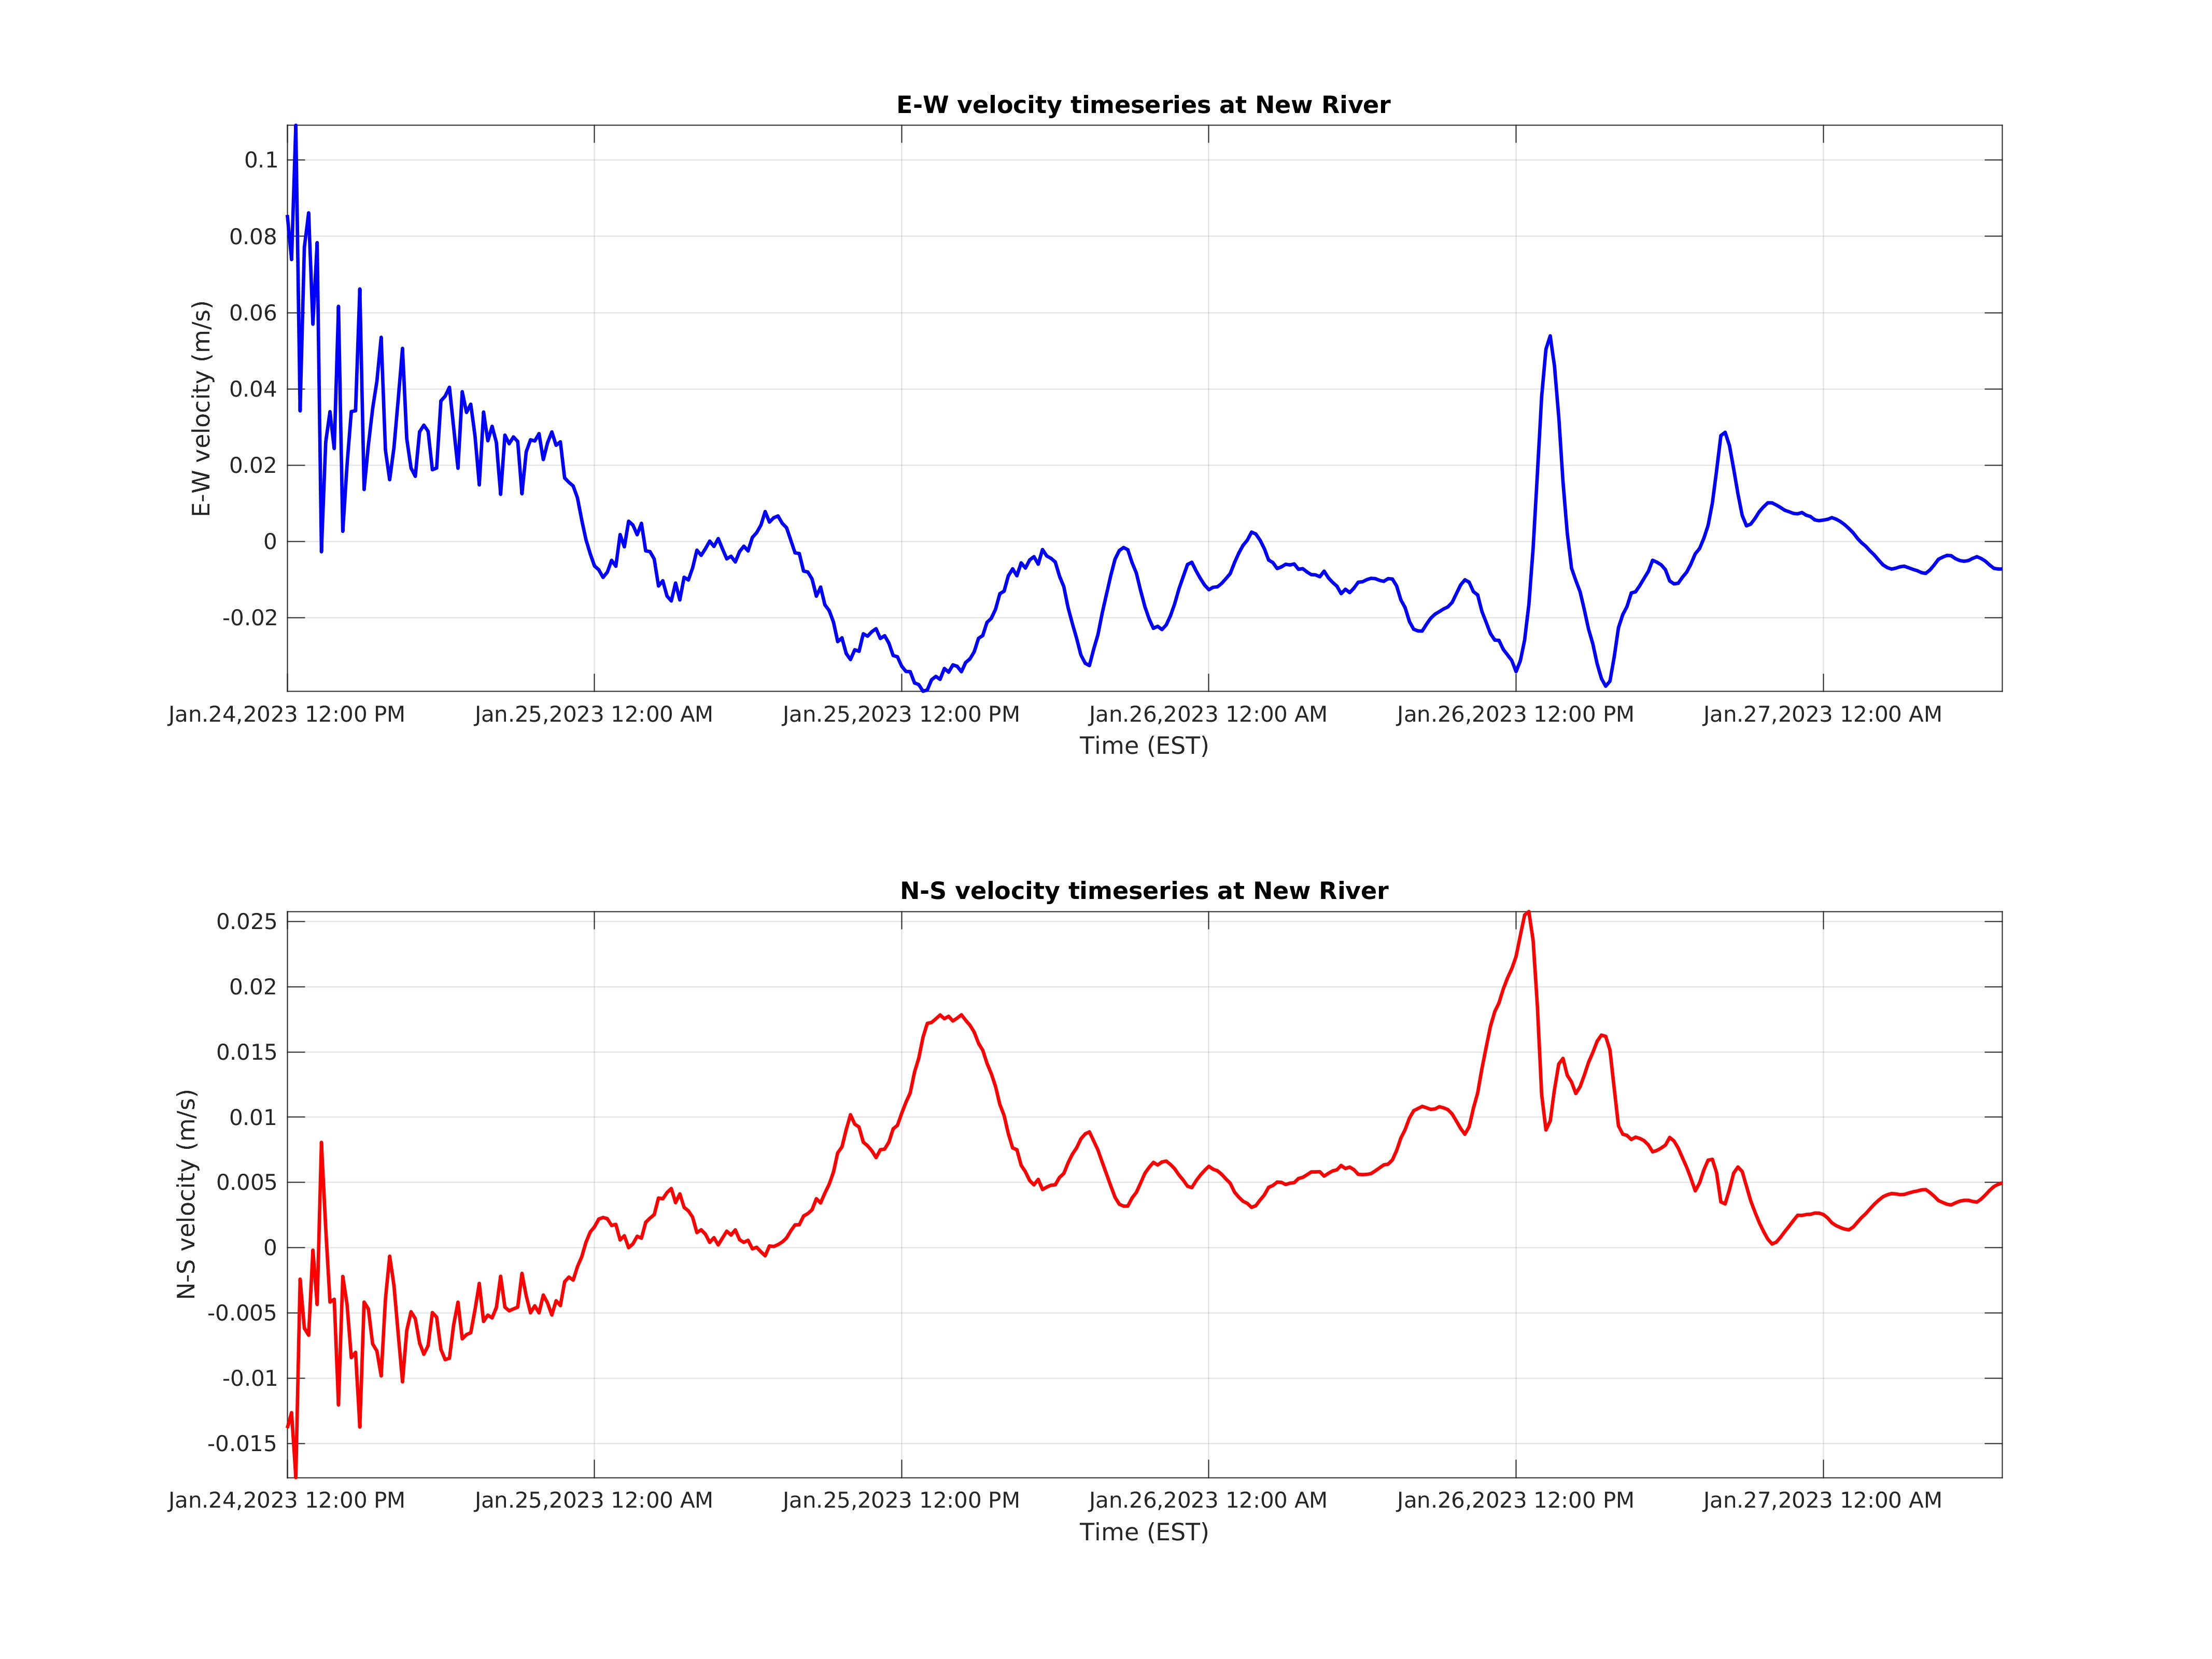 E-W velocity timeseries at New River
E-W velocity (m/s)
0.1
0.08
0.06
0.04
0.02
0
-0.02
Jan.24,2023 12:00 PM Jan.25,2023 12:00 AM Jan.25,2023 12:00 PM Jan.26,2023 12:00 AM Jan.26,2023 12:00 PM Jan.27,2023 12:00 AM
Time (EST)
N-S velocity timeseries at New River
N-S velocity (m/s)
0.025
0.02
0.015
0.01
0.005
0
-0.005
-0.01
-0.015
Jan.24,2023 12:00 PM Jan.25,2023 12:00 AM Jan.25,2023 12:00 PM Jan.26,2023 12:00 AM Jan.26,2023 12:00 PM Jan.27,2023 12:00 AM
Time (EST)